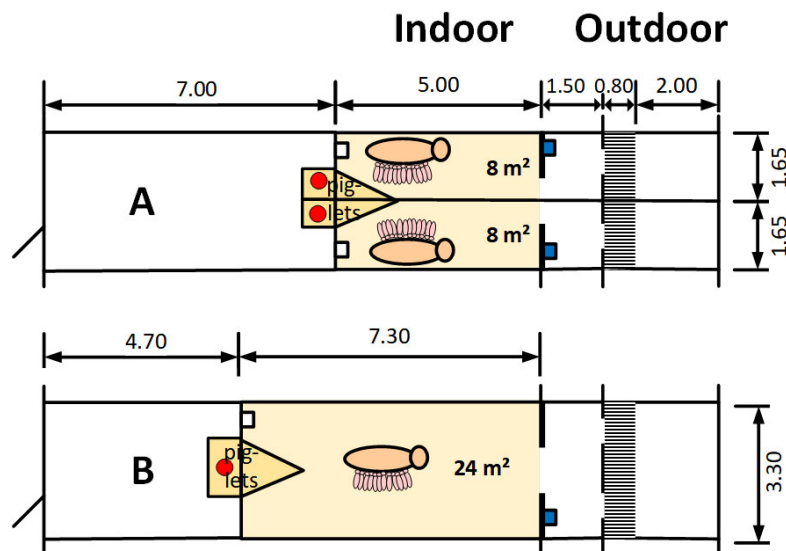 Indoor Outdoor
7.00 5.00 1.50 0.80 2.00
A
pig-
lets
8 m²
8 m²
1.65
1.65
4.70 7.30
B
pig-
lets
24 m²
3.30